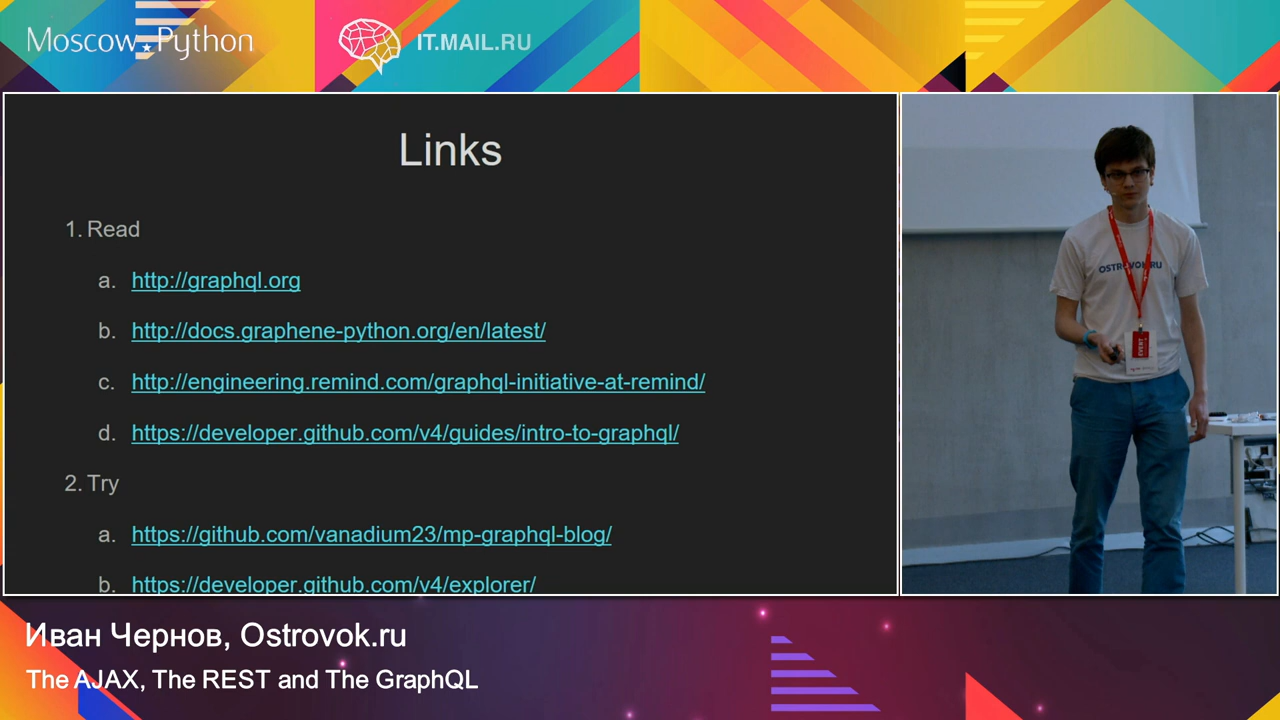 Moscow Python
IT.MAIL.RU
Links
1. Read
a. http://graphql.org
b. http://docs.graphene-python.org/en/latest/
c. http://engineering.remind.com/graphql-initiative-at-remind/
d. https://developer.github.com/v4/guides/intro-to-graphql/
2. Try
a. https://github.com/vanadium23/mp-graphql-blog/
b. https://developer.github.com/v4/explorer/
OSTROVOK.RU
EVENT
Иван Чернов, Ostrovok.ru
The AJAX, The REST and The GraphQL